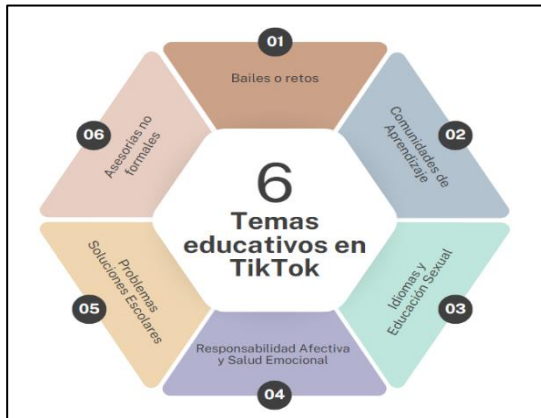 01
Bailes o retos
02
Comunidades de
Aprendizaje
03
Idiomas y
Educación Sexual
04
Responsabilidad Afectiva
y Salud Emocional
05
Problemas
Soluciones Escolares
06
Asesorias no
formales
6
Temas
educativos en
TikTok